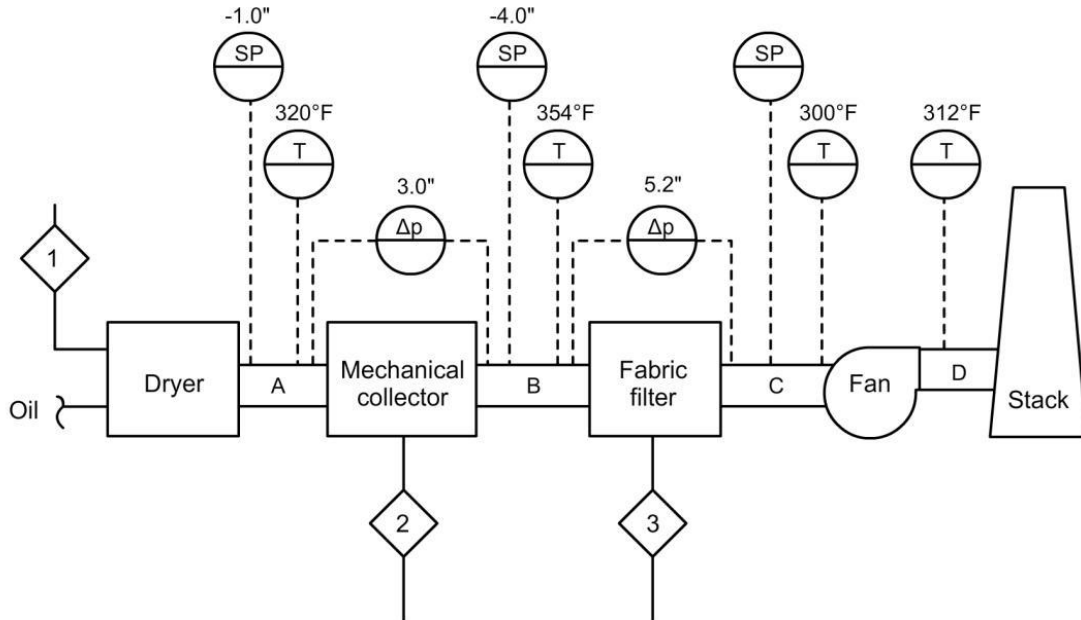 -1.0"
-4.0"
SP
SP
SP
320°F
354°F
300°F
312°F
T
T
T
T
3.0"
5.2"
Δp
Δp
1
Dryer
A
Mechanical
collector
B
Fabric
filter
C
Fan
D
Stack
Oil
2
3